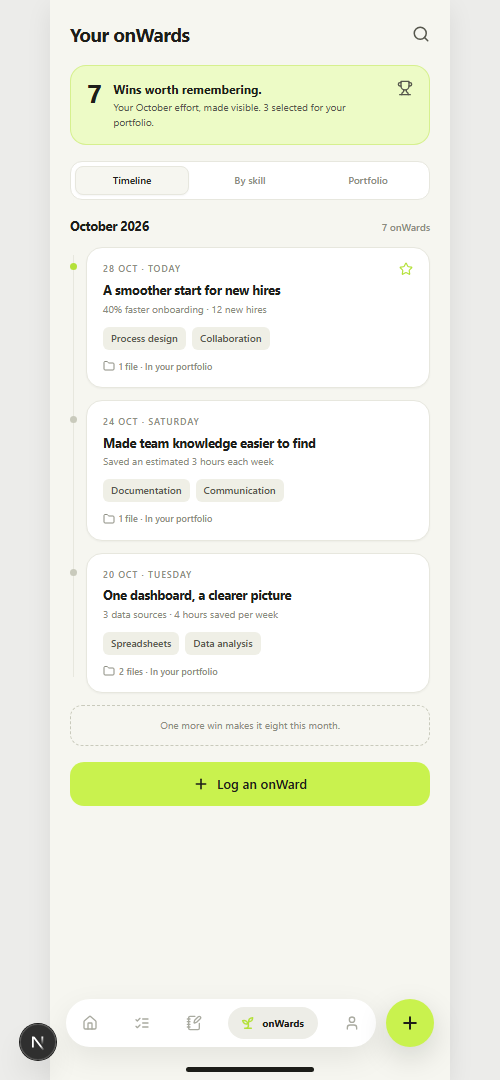 Your onWards
7
Wins worth remembering.
Your October effort, made visible. 3 selected for your
portfolio.
Timeline
By skill
Portfolio
October 2026
7 onWards
28 OCT · TODAY
A smoother start for new hires
40% faster onboarding · 12 new hires
Process design
Collaboration
1 file · In your portfolio
24 OCT · SATURDAY
Made team knowledge easier to find
Saved an estimated 3 hours each week
Documentation
Communication
1 file · In your portfolio
20 OCT · TUESDAY
One dashboard, a clearer picture
3 data sources · 4 hours saved per week
Spreadsheets
Data analysis
2 files · In your portfolio
One more win makes it eight this month.
Log an onWard
onWards
N